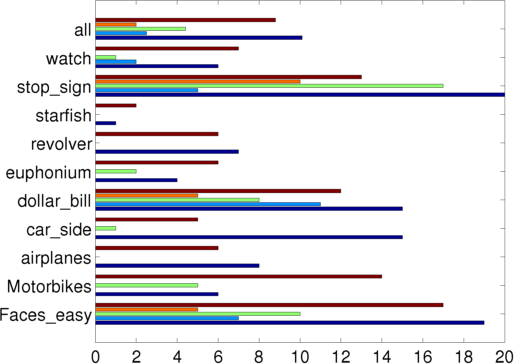 all
watch
stop_sign
starfish
revolver
euphonium
dollar_bill
car_side
airplanes
Motorbikes
Faces_easy
0 2 4 6 8 10 12 14 16 18 20